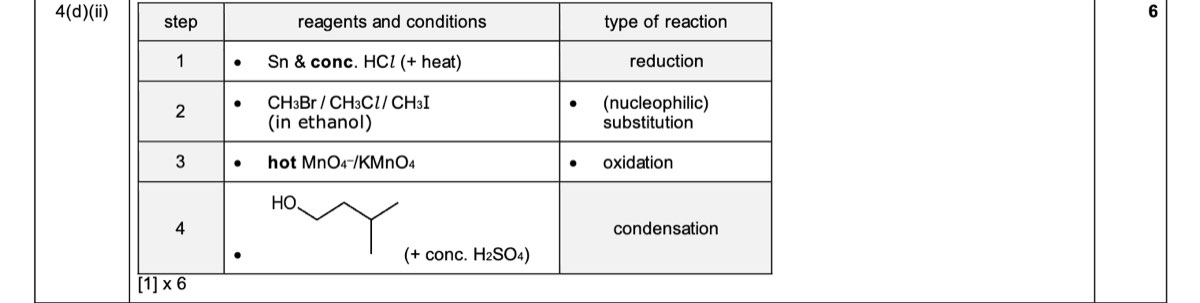 4(d)(ii)
step reagents and conditions type of reaction 6
1 • Sn & conc. HCl (+ heat) reduction
2 • CH3Br / CH3Cl / CH3I • (nucleophilic)
(in ethanol) substitution
3 • hot MnO4–/KMnO4 • oxidation
HO
4 condensation
• (+ conc. H2SO4)
[1] x 6